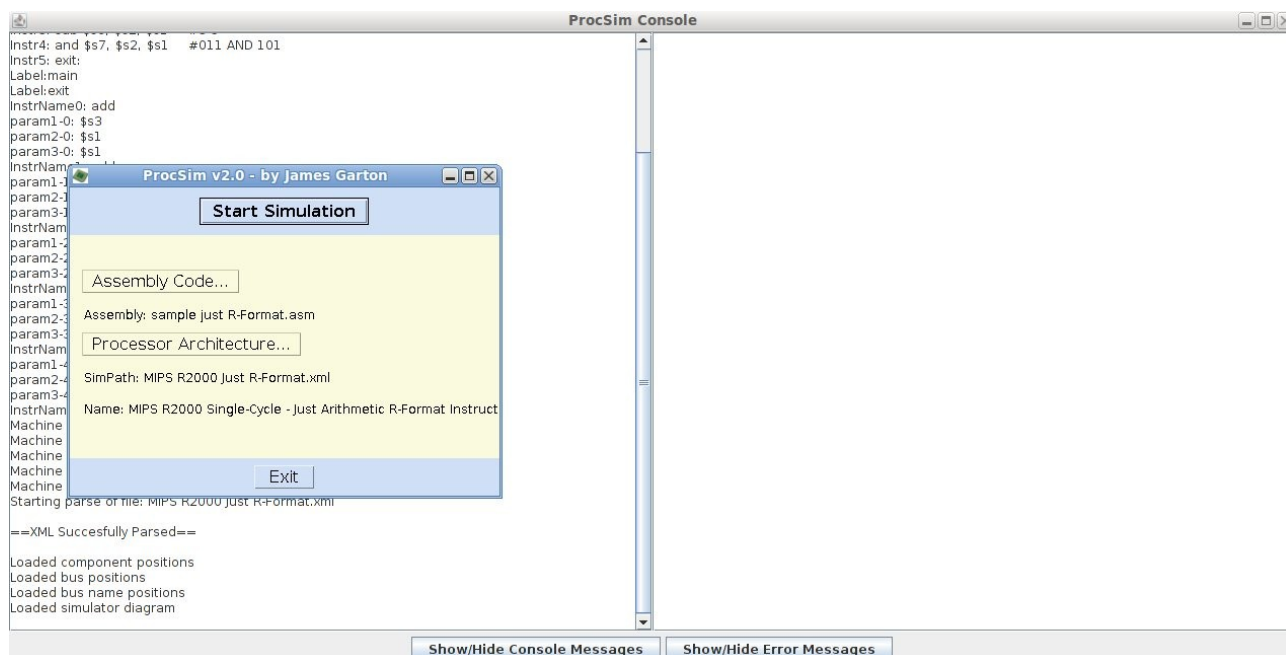 ProcSim Console
Instr4: and $s7, $s2, $s1 #011 AND 101
Instr5: exit:
Label:main
Label:exit
InstrName0: add
param1-0: $s3
param2-0: $s1
param3-0: $s1
ProcSim v2.0 - by James Garton
Start Simulation
Assembly Code...
Assembly: sample just R-Format.asm
Processor Architecture...
SimPath: MIPS R2000 Just R-Format.xml
Name: MIPS R2000 Single-Cycle - Just Arithmetic R-Format Instruct
Exit
param1-1
param2-1
param3-1
InstrNam
param1-2
param2-2
param3-2
InstrNam
param1-3
param2-3
param3-3
InstrNam
param1-4
param2-4
param3-4
InstrNam
Machine
Machine
Machine
Machine
Machine
Starting parse of file: MIPS R2000 Just R-Format.xml
==XML Succesfully Parsed==
Loaded component positions
Loaded bus positions
Loaded bus name positions
Loaded simulator diagram
Show/Hide Console Messages
Show/Hide Error Messages